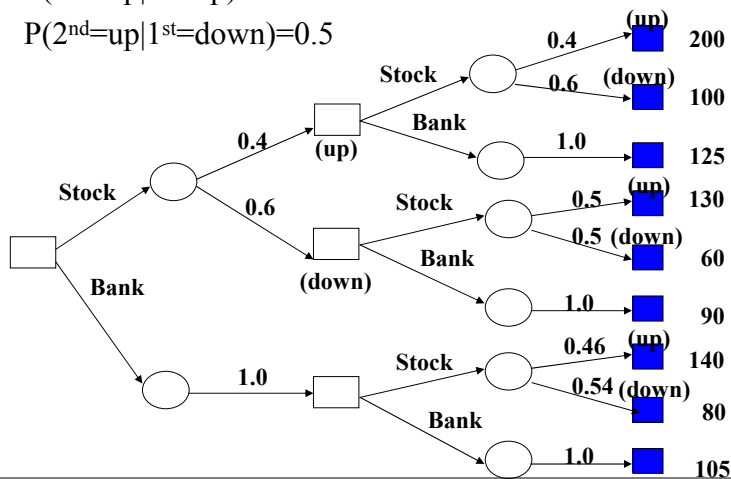 P(2nd=up|1st=down)=0.5
(up)
0.4
200
Stock
0.6
(down)
100
0.4
Bank
1.0
(up)
125
Stock
0.6
Stock
0.5
(up)
130
0.5
(down)
60
(down)
Bank
1.0
90
Bank
0.46
(up)
140
Stock
1.0
0.54
(down)
80
Bank
1.0
105